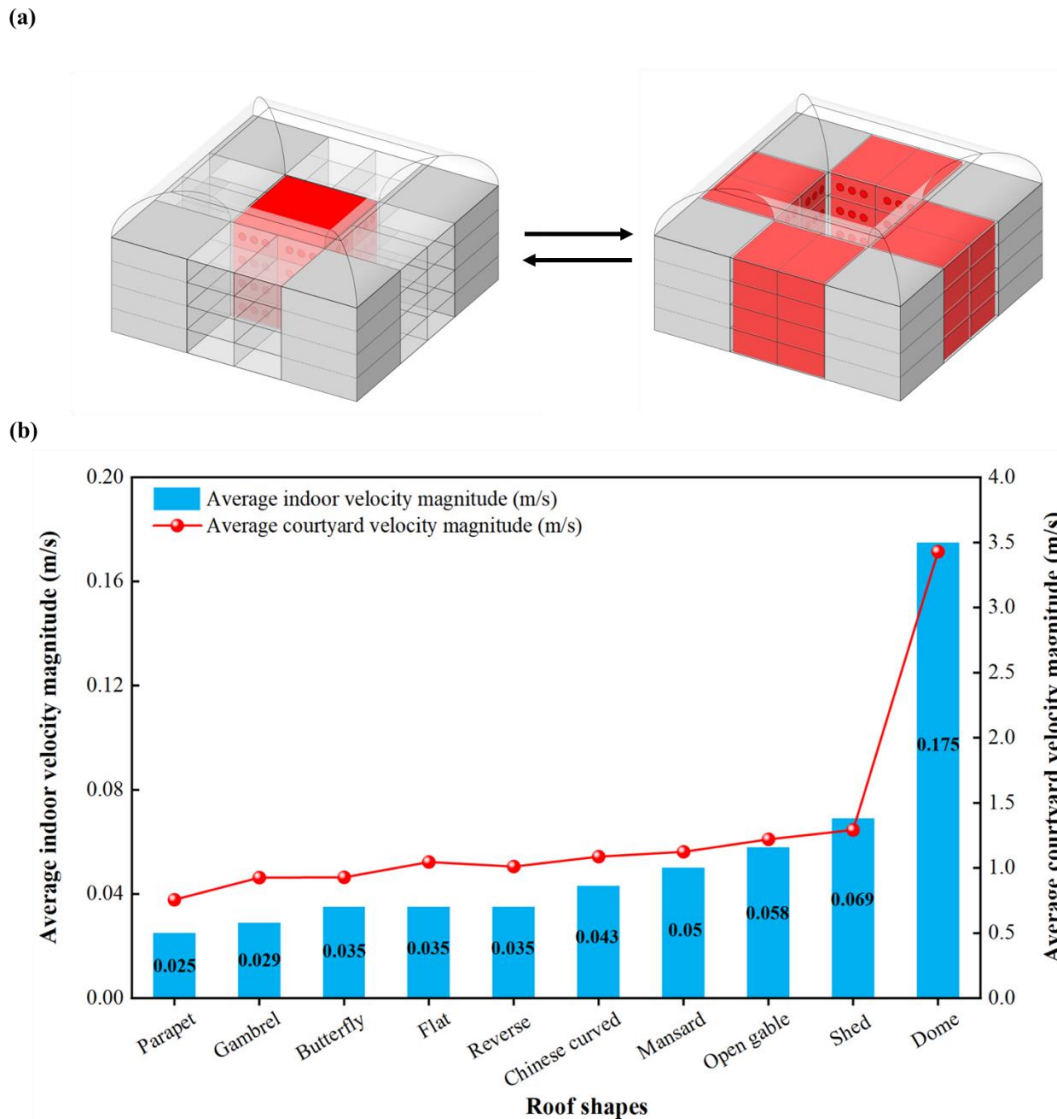 (a)
(b)
Average indoor velocity magnitude (m/s)
0.20
0.16
0.12
0.08
0.04
0.00
Average indoor velocity magnitude (m/s)
Average courtyard velocity magnitude (m/s)
0.025
0.029
0.035
0.035
0.035
0.043
0.05
0.058
0.069
0.175
4.0
3.5
3.0
2.5
2.0
1.5
1.0
0.5
0.0
Average courtyard velocity magnitude (m/s)
Parapet
Gambrel
Butterfly
Flat
Reverse
Chinese curved
Mansard
Open gable
Shed
Dome
Roof shapes